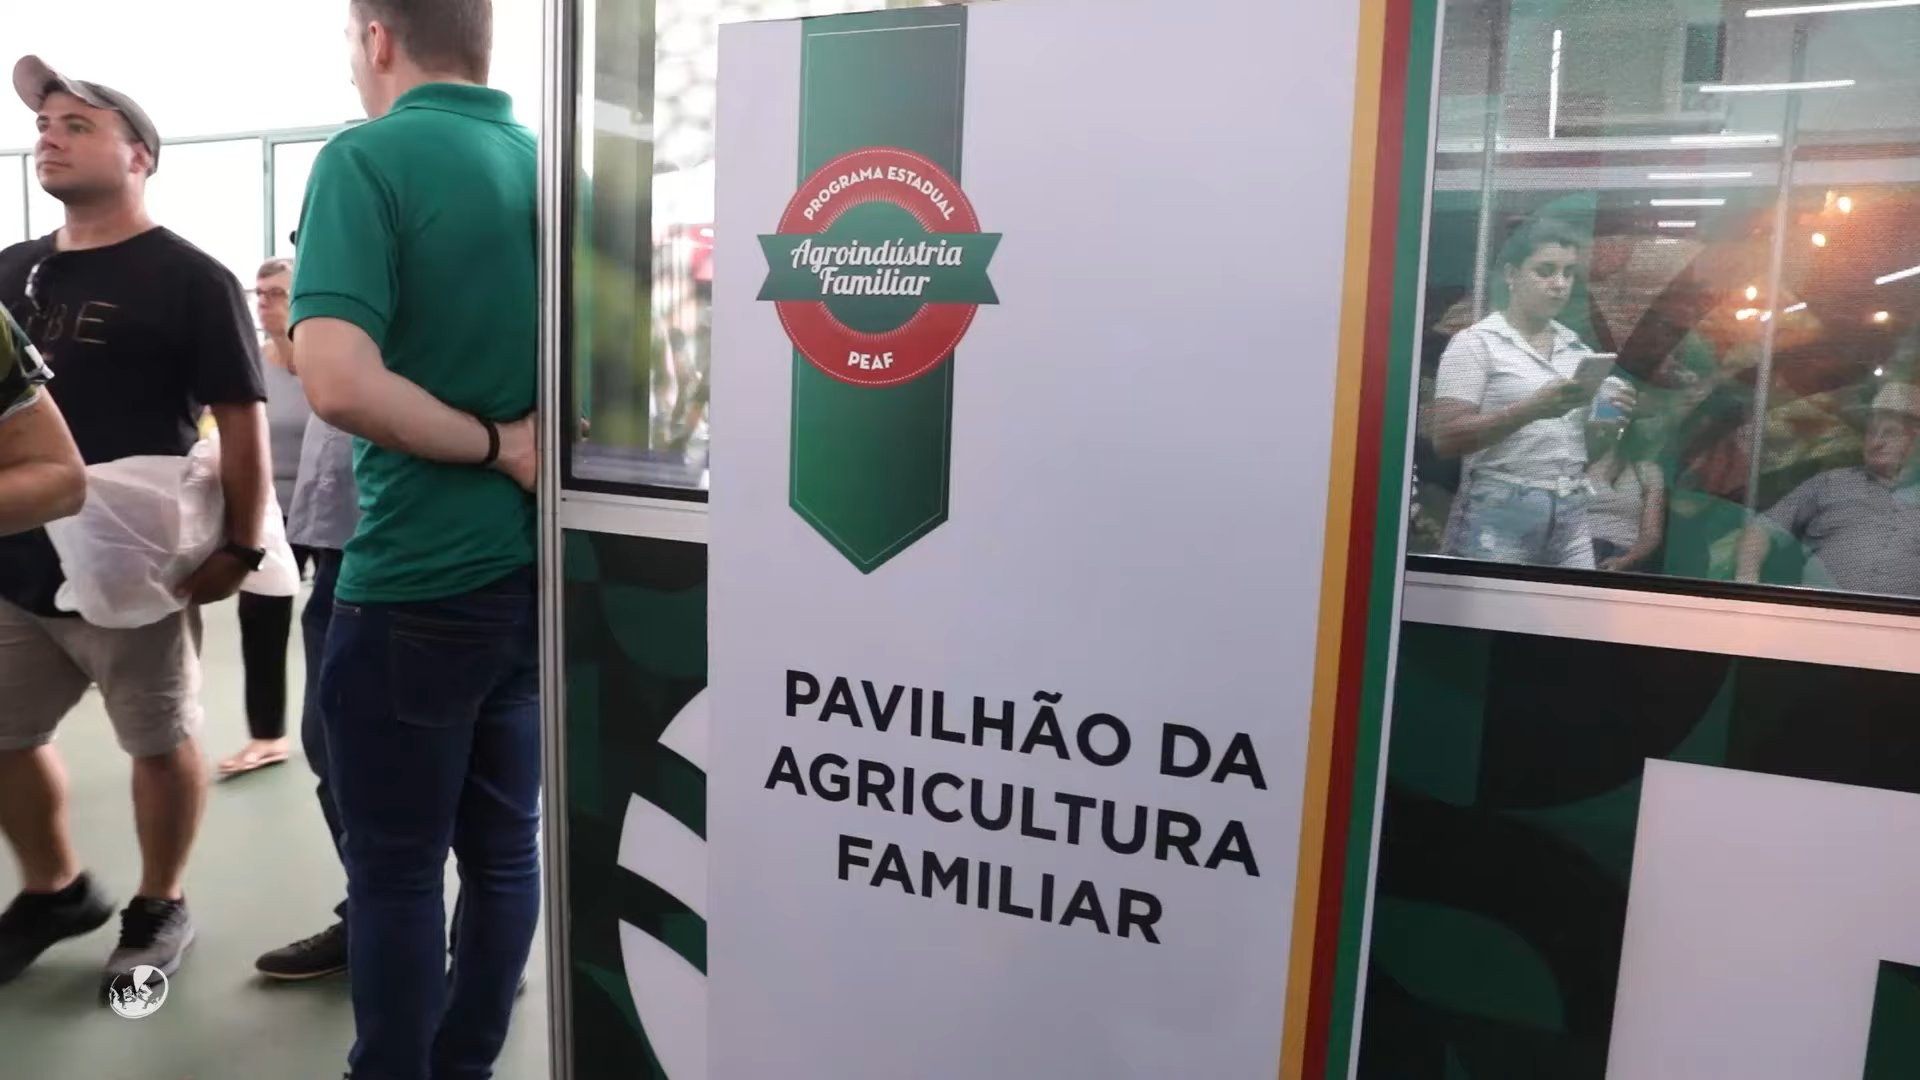 PROGRAMA ESTADUAL
Agroindústria
Familiar
PEAF
PAVILHÃO DA
AGRICULTURA
FAMILIAR